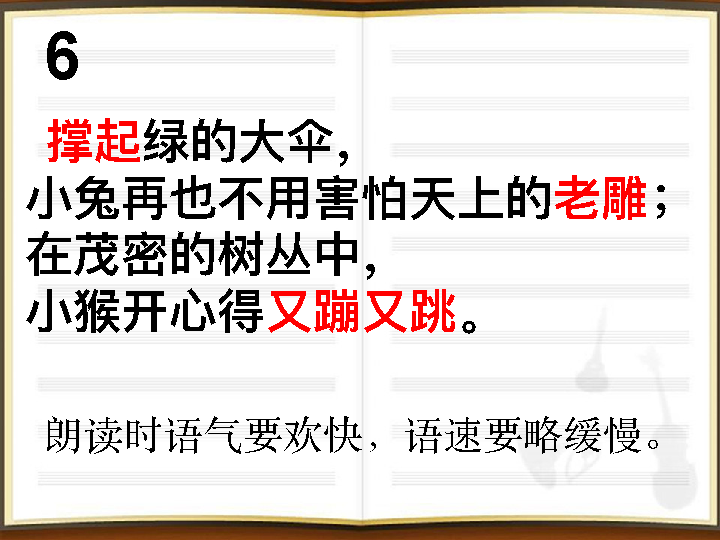 6
撑起绿的大伞，
小兔再也不用害怕天上的老雕；
在茂密的树丛中，
小猴开心得又蹦又跳。
朗读时语气要欢快，语速要略缓慢。